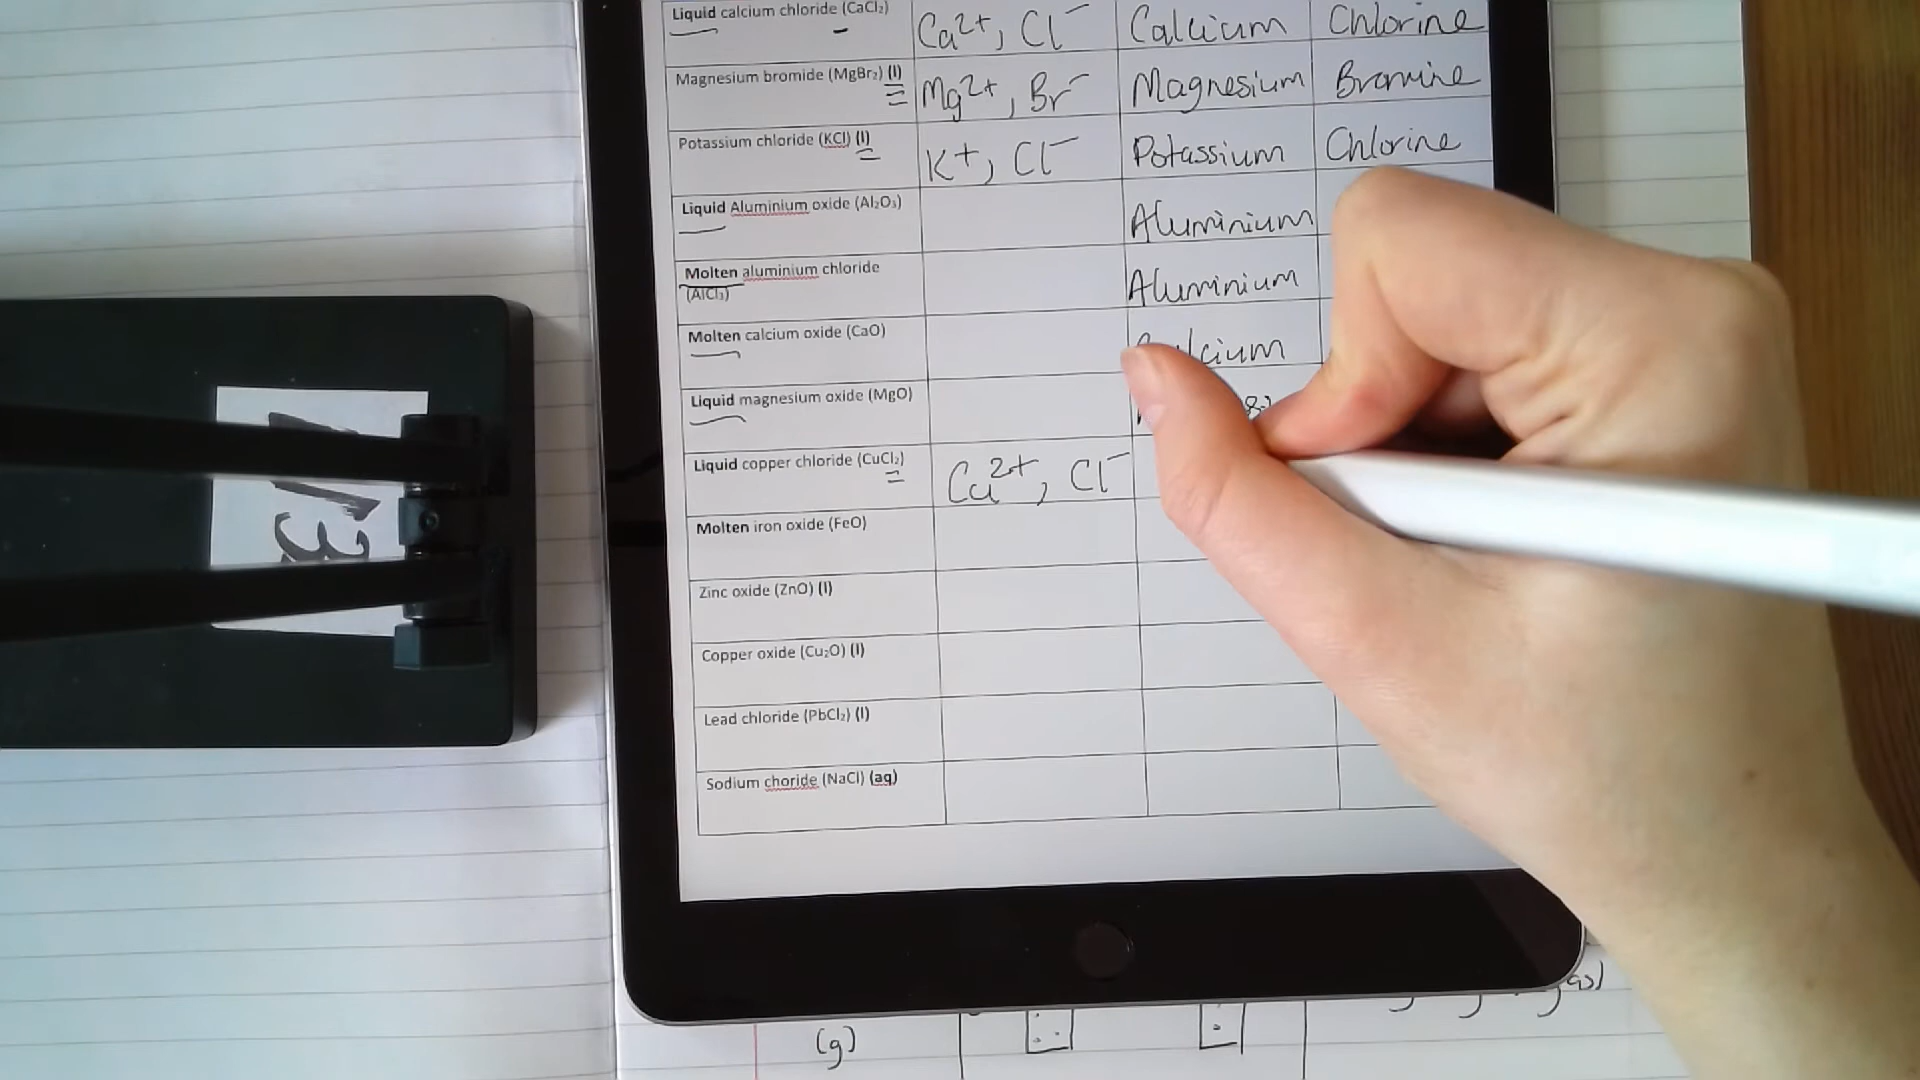 Liquid calcium chloride (CaCl₂) Ca²⁺, Cl⁻ Calcium Chlorine
Magnesium bromide (MgBr₂) (l) Mg²⁺, Br⁻ Magnesium Bromine
Potassium chloride (KCl) (l) K⁺, Cl⁻ Potassium Chlorine
Liquid Aluminium oxide (Al₂O₃) Aluminium
Molten aluminium chloride Aluminium
(AlCl₃)
Molten calcium oxide (CaO)
Liquid magnesium oxide (MgO)
Liquid copper chloride (CuCl₂) Cu²⁺, Cl⁻
Molten iron oxide (FeO)
Zinc oxide (ZnO) (l)
Copper oxide (Cu₂O) (l)
Lead chloride (PbCl₂) (l)
Sodium choride (NaCl) (aq)
(g)